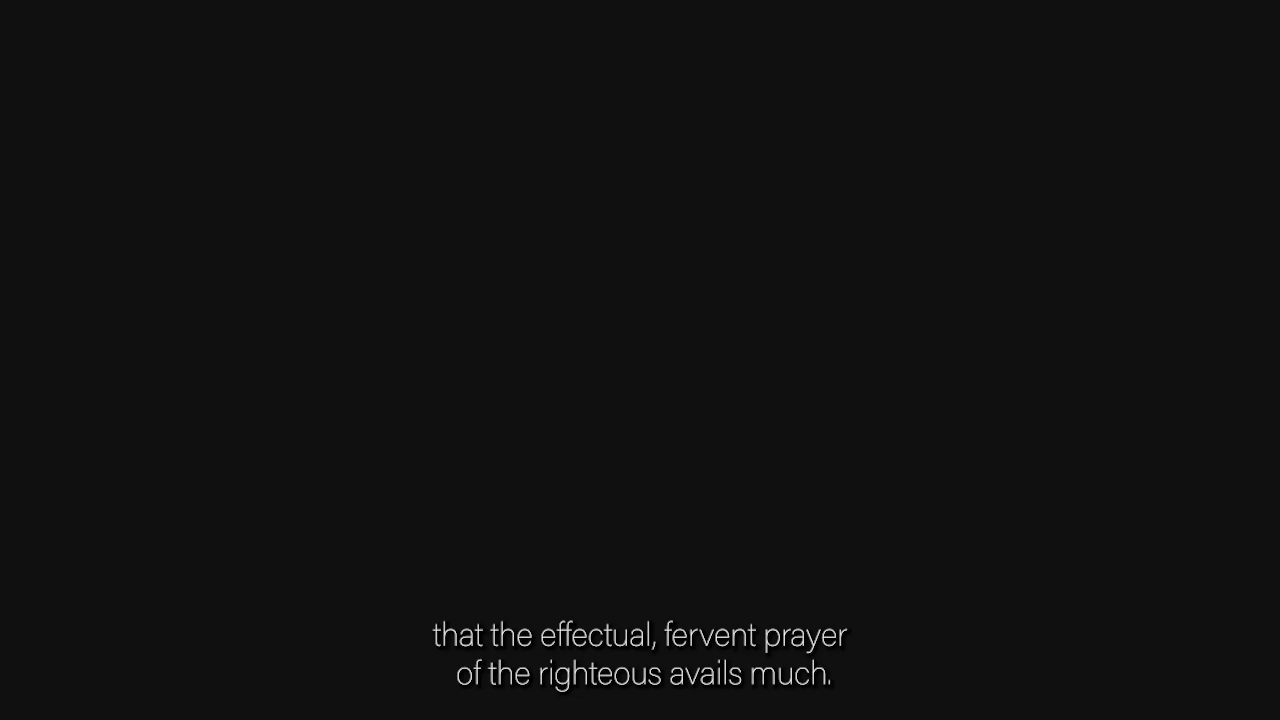 that the effectual, fervent prayer
of the righteous avails much.